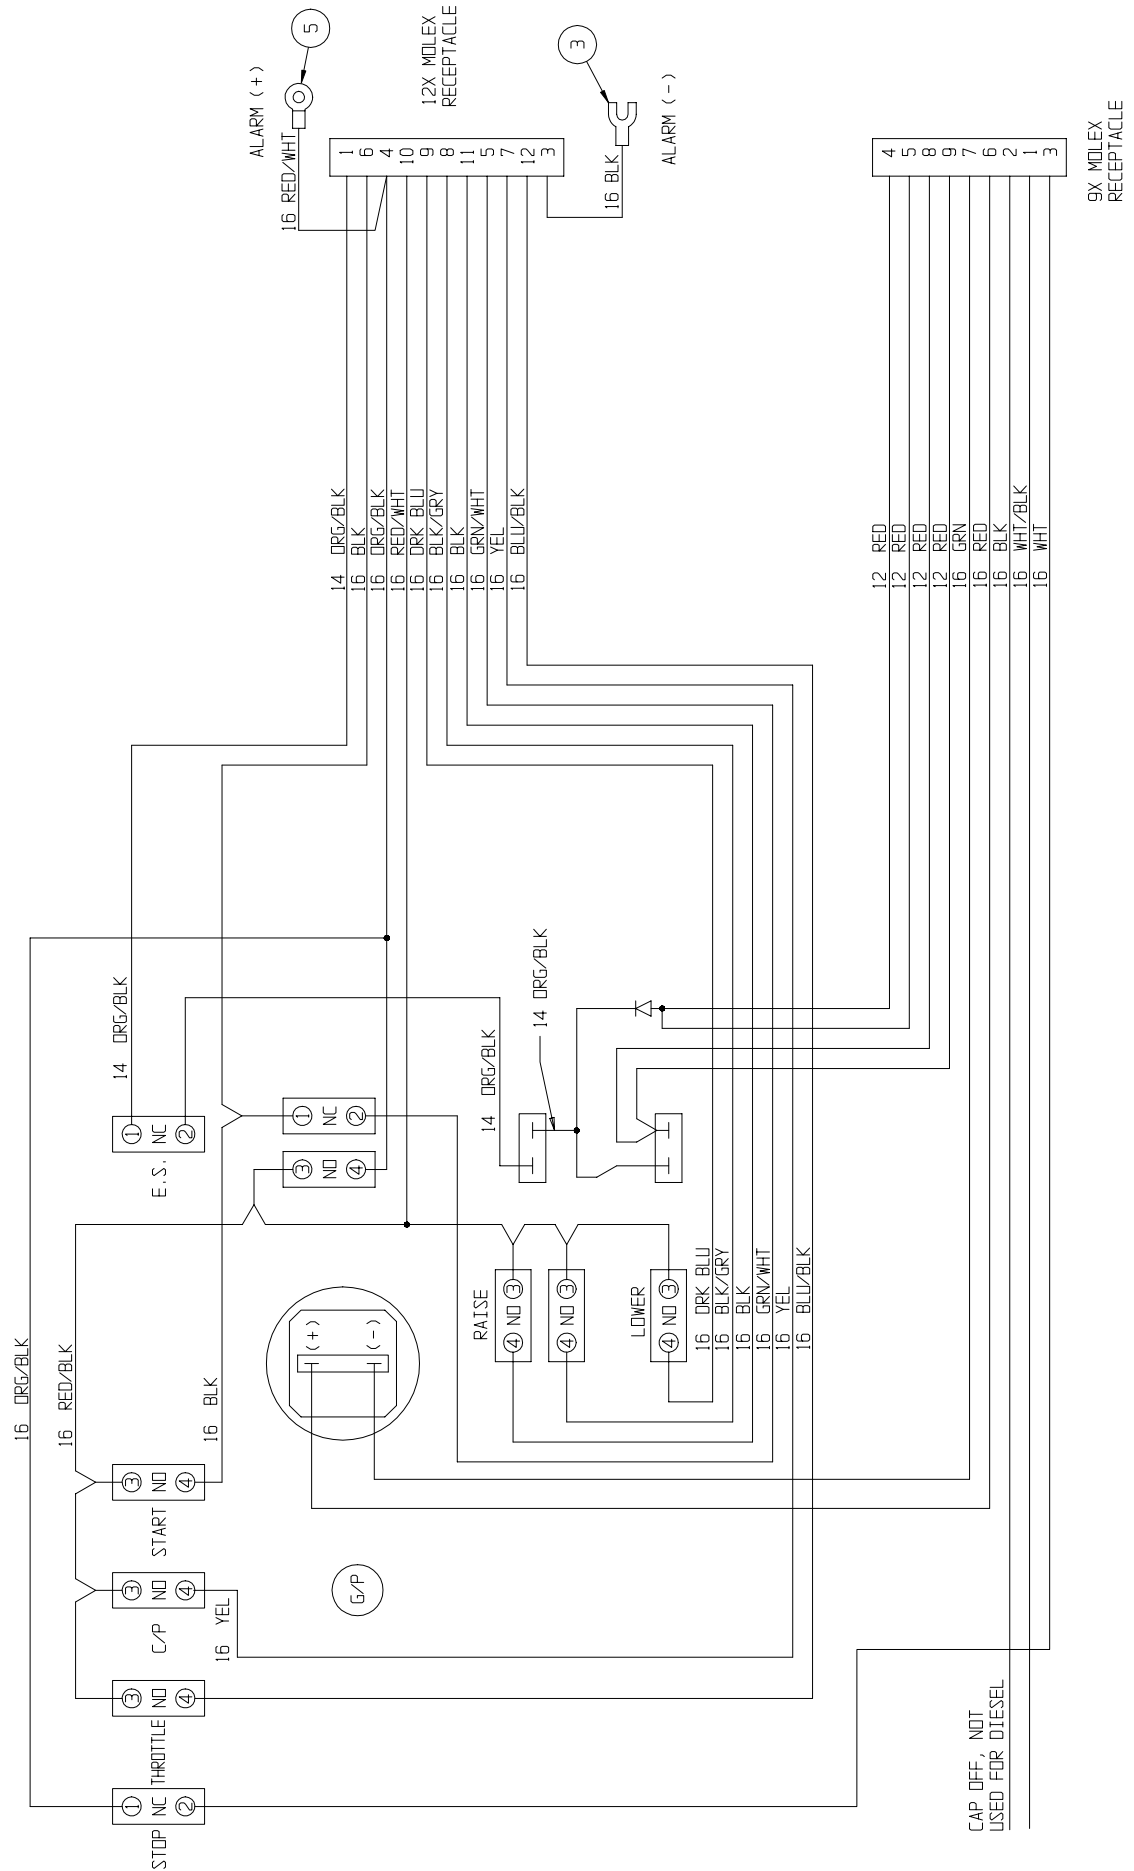 5
ALARM (+)
16 RED/WHT
12X MOLEX
RECEPTACLE
3
ALARM (-)
16 BLK
1
6
4
10
9
8
11
5
7
12
3
14 ORG/BLK
16 BLK
16 ORG/BLK
16 RED/WHT
16 DRK BLU
16 BLK/GRY
16 BLK
16 GRN/WHT
16 YEL
16 BLU/BLK
9X MOLEX
RECEPTACLE
4
5
8
9
7
6
2
1
3
12 RED
12 RED
12 RED
12 RED
16 GRN
16 RED
16 BLK
16 WHT/BLK
16 WHT
14 ORG/BLK
1 NC 2
E.S.
1 NC 2
3 NO 4
14 ORG/BLK
14 ORG/BLK
16 ORG/BLK
16 RED/BLK
16 BLK
(+)
(-)
RAISE
4 NO 3
4 NO 3
LOWER
4 NO 3
16 DRK BLU
16 BLK/GRY
16 BLK
16 GRN/WHT
16 YEL
16 BLU/BLK
3 NO 4
START
3 NO 4
C/P
16 YEL
G/P
3 NO 4
THROTTLE
1 NC 2
STOP
CAP OFF, NOT
USED FOR DIESEL